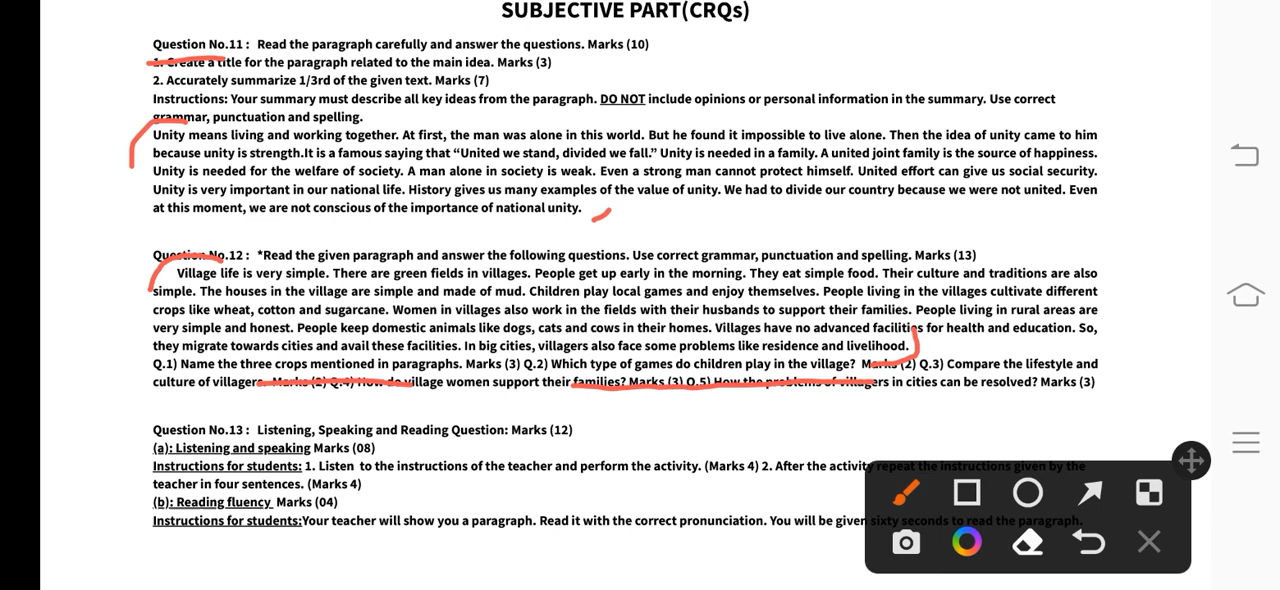 SUBJECTIVE PART(CRQs)
Question No.11 : Read the paragraph carefully and answer the questions. Marks (10)
1. Create a title for the paragraph related to the main idea. Marks (3)
2. Accurately summarize 1/3rd of the given text. Marks (7)
Instructions: Your summary must describe all key ideas from the paragraph. DO NOT include opinions or personal information in the summary. Use correct
grammar, punctuation and spelling.
Unity means living and working together. At first, the man was alone in this world. But he found it impossible to live alone. Then the idea of unity came to him
because unity is strength.It is a famous saying that “United we stand, divided we fall.” Unity is needed in a family. A united joint family is the source of happiness.
Unity is needed for the welfare of society. A man alone in society is weak. Even a strong man cannot protect himself. United effort can give us social security.
Unity is very important in our national life. History gives us many examples of the value of unity. We had to divide our country because we were not united. Even
at this moment, we are not conscious of the importance of national unity.
Question No.12 : *Read the given paragraph and answer the following questions. Use correct grammar, punctuation and spelling. Marks (13)
Village life is very simple. There are green fields in villages. People get up early in the morning. They eat simple food. Their culture and traditions are also
simple. The houses in the village are simple and made of mud. Children play local games and enjoy themselves. People living in the villages cultivate different
crops like wheat, cotton and sugarcane. Women in villages also work in the fields with their husbands to support their families. People living in rural areas are
very simple and honest. People keep domestic animals like dogs, cats and cows in their homes. Villages have no advanced facilities for health and education. So,
they migrate towards cities and avail these facilities. In big cities, villagers also face some problems like residence and livelihood.
Q.1) Name the three crops mentioned in paragraphs. Marks (3) Q.2) Which type of games do children play in the village? Marks (2) Q.3) Compare the lifestyle and
culture of villagers. Marks (2) Q.4) How do village women support their families? Marks (3) Q.5) How the problems of villagers in cities can be resolved? Marks (3)
Question No.13 : Listening, Speaking and Reading Question: Marks (12)
(a): Listening and speaking Marks (08)
Instructions for students: 1. Listen to the instructions of the teacher and perform the activity. (Marks 4) 2. After the activity repeat the instructions given by the
teacher in four sentences. (Marks 4)
(b): Reading fluency Marks (04)
Instructions for students:Your teacher will show you a paragraph. Read it with the correct pronunciation. You will be given sixty seconds to read the paragraph.